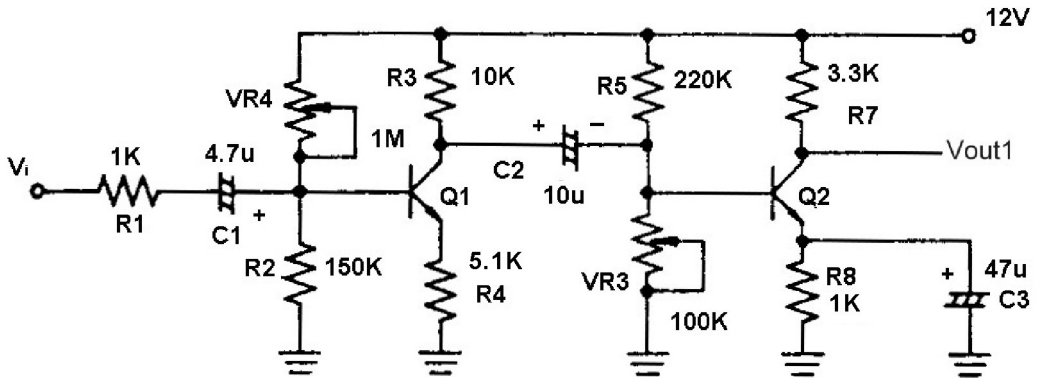 12V
R3
10K
R5
220K
3.3K
R7
VR4
1M
+
−
C2
10u
Vout1
Vi
1K
R1
4.7u
+
C1
Q1
Q2
R2
150K
5.1K
R4
VR3
100K
R8
1K
+
47u
C3